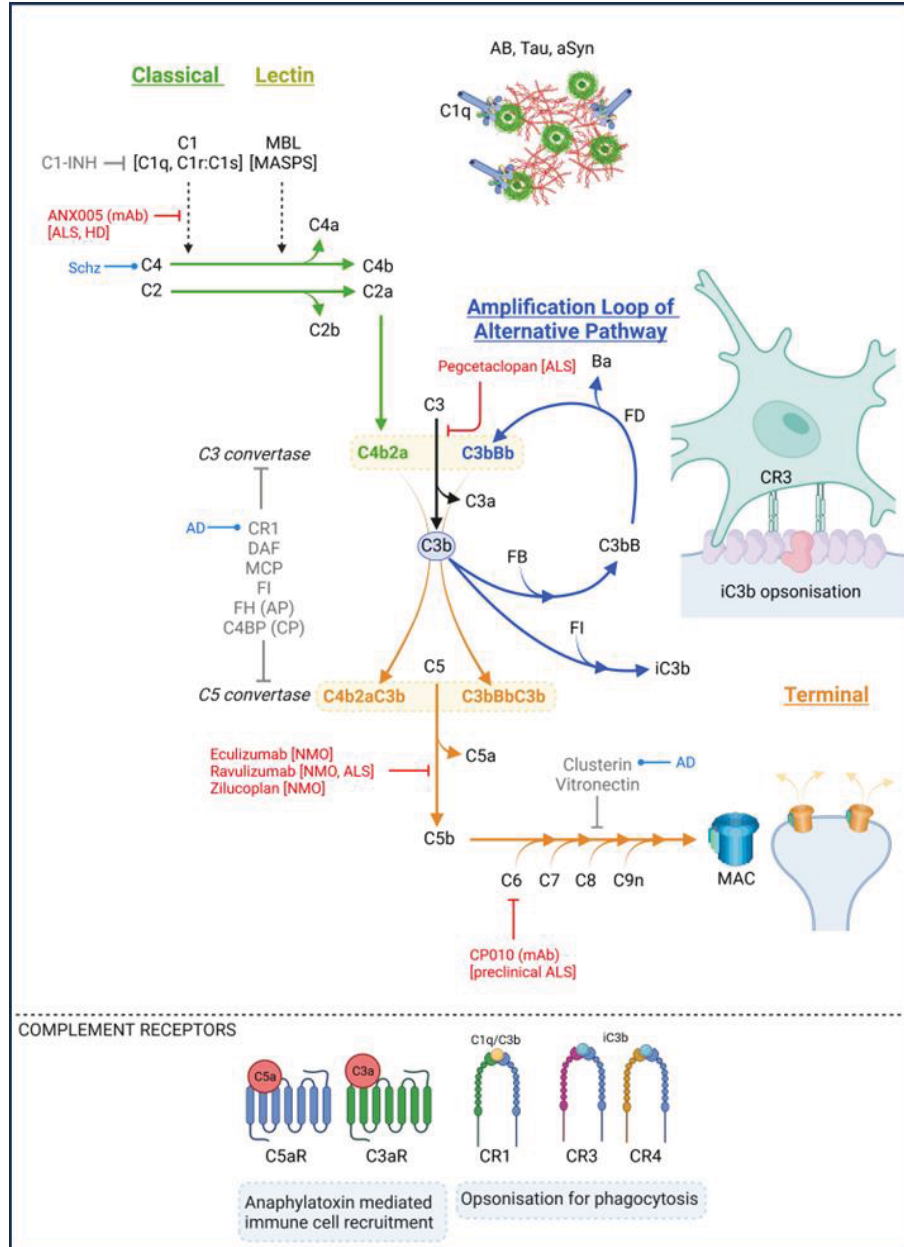 AB, Tau, aSyn
Classical
Lectin
C1q
C1
MBL
C1-INH
[C1q, C1r:C1s]
[MASPS]
ANX005 (mAb)
[ALS, HD]
C4a
Schz
C4
C4b
C2
C2a
C2b
Amplification Loop of
Alternative Pathway
Pegcetaclopan [ALS]
Ba
C3
FD
C3 convertase
C4b2a
C3bBb
CR3
C3a
AD
CR1
DAF
MCP
FI
FH (AP)
C4BP (CP)
C3b
FB
C3bB
iC3b opsonisation
FI
C5
iC3b
C5 convertase
C4b2aC3b
C3bBbC3b
Terminal
Eculizumab [NMO]
Ravulizumab [NMO, ALS]
Zilucoplan [NMO]
C5a
Clusterin
Vitronectin
AD
C5b
C6
C7
C8
C9n
MAC
CP010 (mAb)
[preclinical ALS]
COMPLEMENT RECEPTORS
C1q/C3b
iC3b
C5a
C3a
C5aR
C3aR
CR1
CR3
CR4
Anaphylatoxin mediated
immune cell recruitment
Opsonisation for phagocytosis